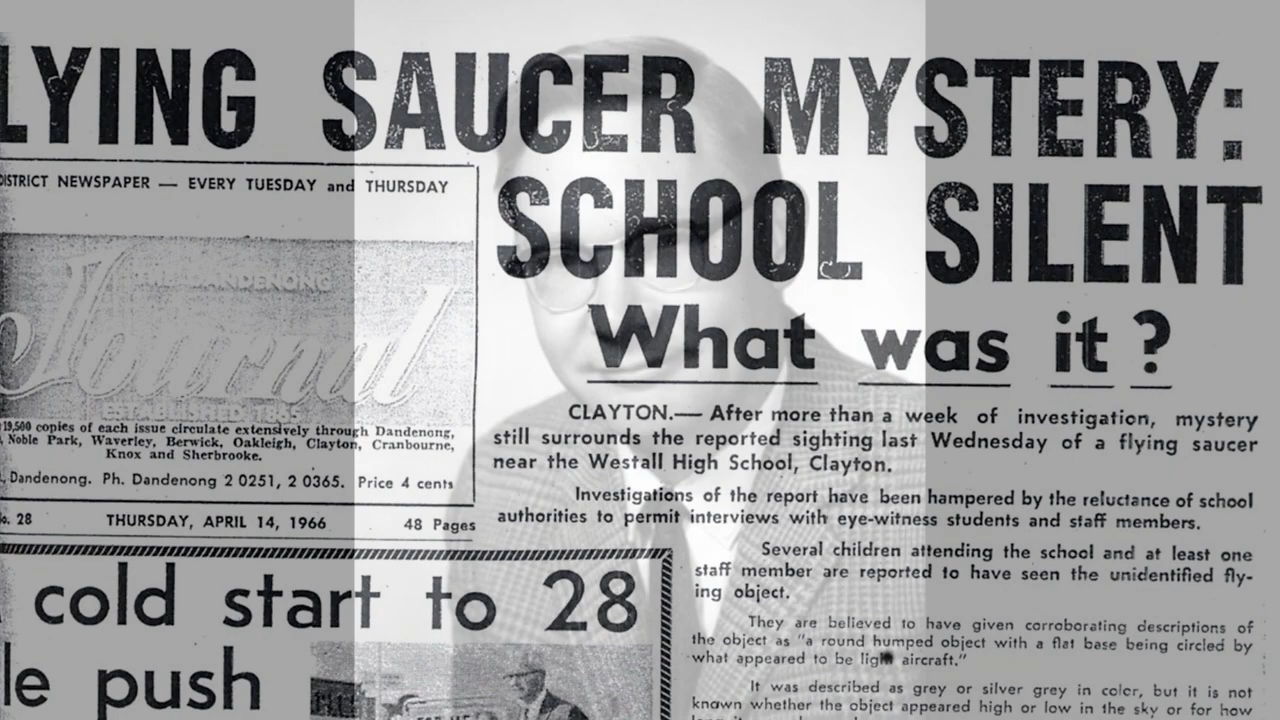 LYING SAUCER MYSTERY:
SCHOOL SILENT
What was it ?
DISTRICT NEWSPAPER — EVERY TUESDAY and THURSDAY
THE DANDENONG
Journal
ESTABLISHED 1865
19,500 copies of each issue circulate extensively through Dandenong,
Noble Park, Waverley, Berwick, Oakleigh, Clayton, Cranbourne,
Knox and Sherbrooke.
Dandenong. Ph. Dandenong 2 0251, 2 0365. Price 4 cents
No. 28 THURSDAY, APRIL 14, 1966 48 Pages
cold start to 28
le push
CLAYTON.— After more than a week of investigation, mystery
still surrounds the reported sighting last Wednesday of a flying saucer
near the Westall High School, Clayton.
Investigations of the report have been hampered by the reluctance of school
authorities to permit interviews with eye-witness students and staff members.
Several children attending the school and at least one
staff member are reported to have seen the unidentified fly-
ing object.
They are believed to have given corroborating descriptions of
the object as "a round humped object with a flat base being circled by
what appeared to be light aircraft."
It was described as grey or silver grey in color, but it is not
known whether the object appeared high or low in the sky or for how